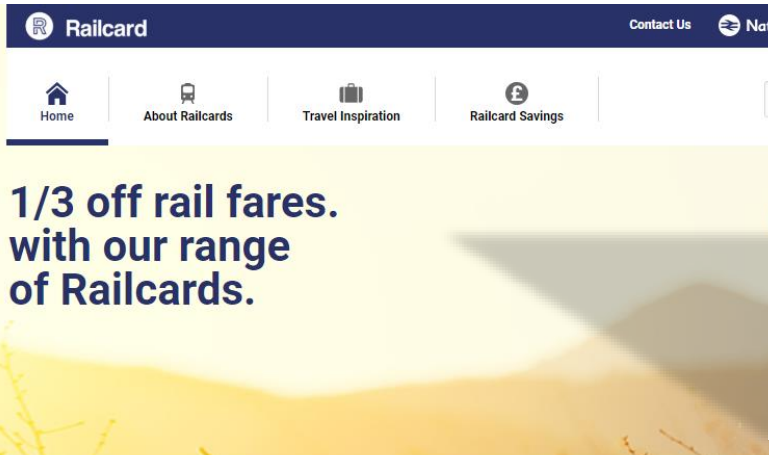 Railcard
Contact Us
Home
About Railcards
Travel Inspiration
Railcard Savings
1/3 off rail fares.
with our range
of Railcards.